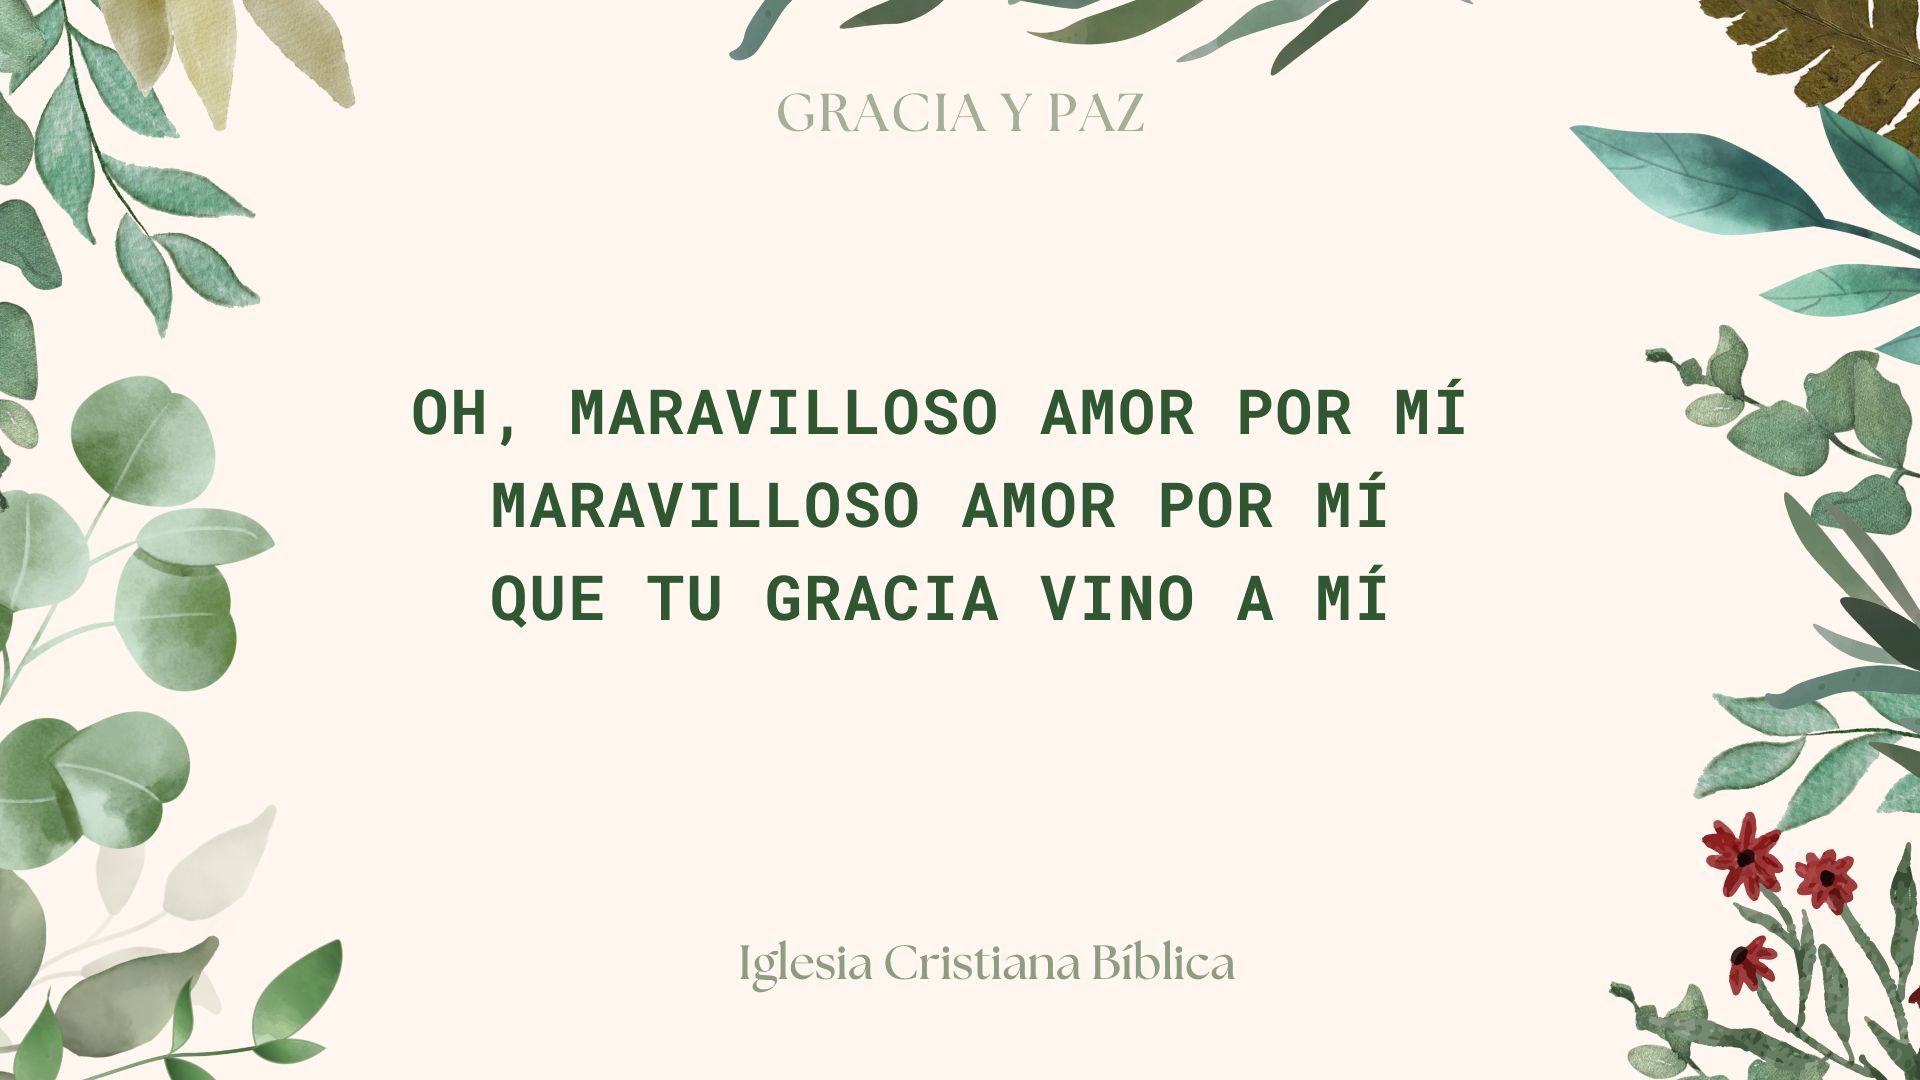 GRACIA Y PAZ
OH, MARAVILLOSO AMOR POR MÍ
MARAVILLOSO AMOR POR MÍ
QUE TU GRACIA VINO A MÍ
Iglesia Cristiana Bíblica